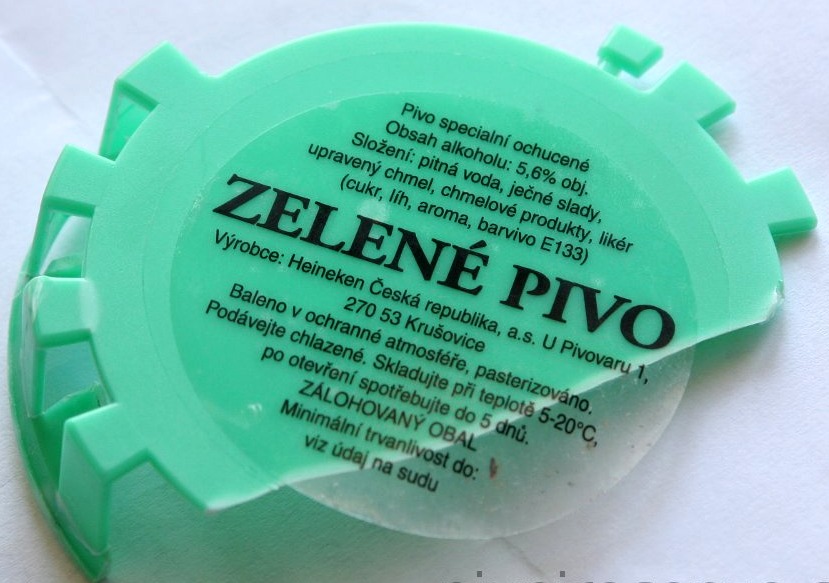 Pivo specialní ochucené
Obsah alkoholu: 5,6% obj.
Složení: pitná voda, ječné slady,
upravený chmel, chmelové produkty, likér
(cukr, líh, aroma, barvivo E133)
ZELENÉ PIVO
Výrobce: Heineken Česká republika, a.s. U Pivovaru 1,
270 53 Krušovice
Baleno v ochranné atmosféře, pasterizováno.
Podávejte chlazené. Skladujte při teplotě 5-20°C,
po otevření spotřebujte do 5 dnů.
ZÁLOHOVANÝ OBAL
Minimální trvanlivost do:
viz údaj na sudu